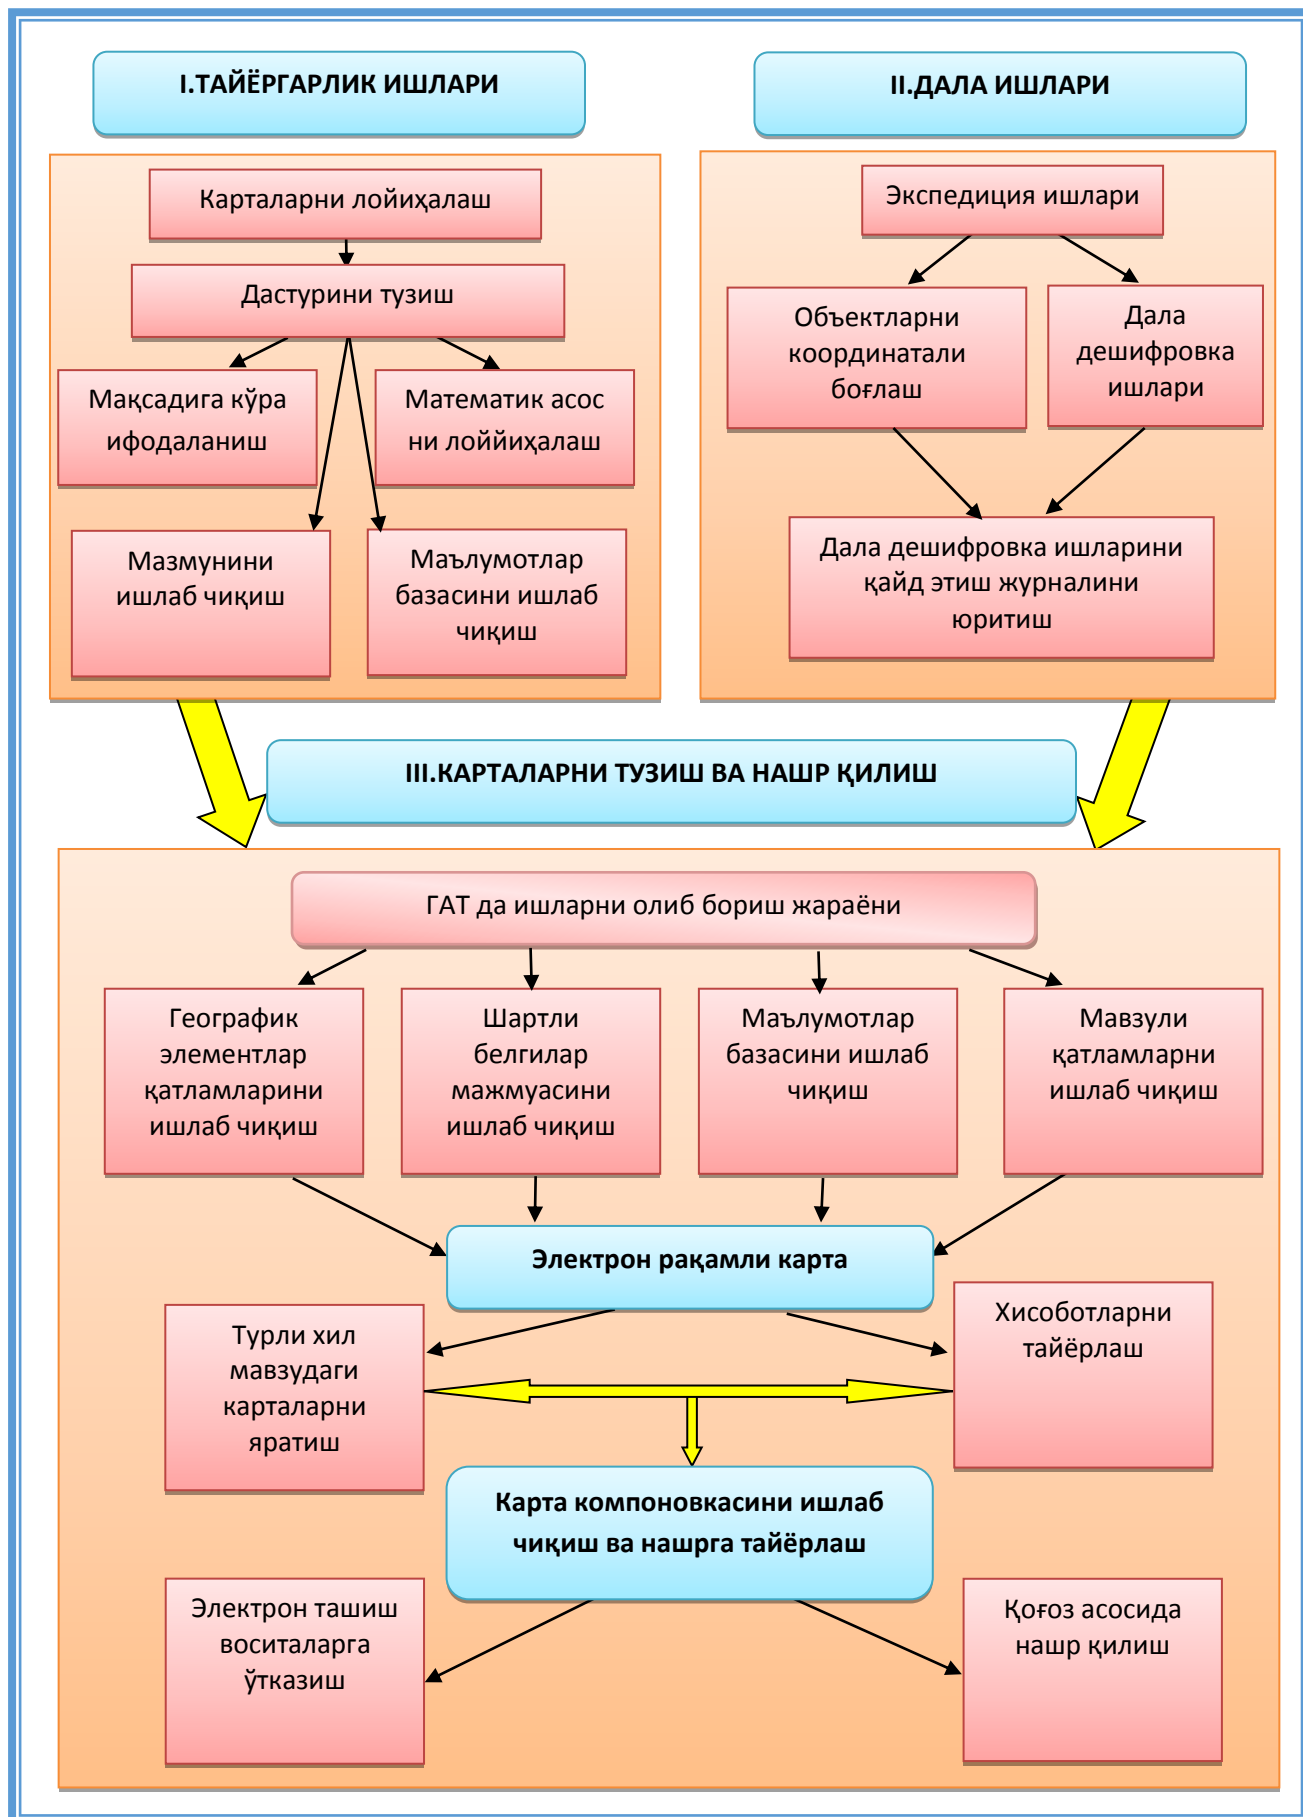 I.ТАЙЁРГАРЛИК ИШЛАРИ
II.ДАЛА ИШЛАРИ
Карталарни лойиҳалаш
Дастурини тузиш
Мақсадига кўра
ифодаланиш
Математик асос
ни лоййиҳалаш
Мазмунини
ишлаб чиқиш
Маълумотлар
базасини ишлаб
чиқиш
Экспедиция ишлари
Объектларни
координатали
боғлаш
Дала
дешифровка
ишлари
Дала дешифровка ишларини
қайд этиш журналини
юритиш
III.КАРТАЛАРНИ ТУЗИШ ВА НАШР ҚИЛИШ
ГАТ да ишларни олиб бориш жараёни
Географик
элементлар
қатламларини
ишлаб чиқиш
Шартли
белгилар
мажмуасини
ишлаб чиқиш
Маълумотлар
базасини ишлаб
чиқиш
Мавзули
қатламларни
ишлаб чиқиш
Электрон рақамли карта
Турли хил
мавзудаги
карталарни
яратиш
Хисоботларни
тайёрлаш
Карта компоновкасини ишлаб
чиқиш ва нашрга тайёрлаш
Электрон ташиш
воситаларга
ўтказиш
Қоғоз асосида
нашр қилиш